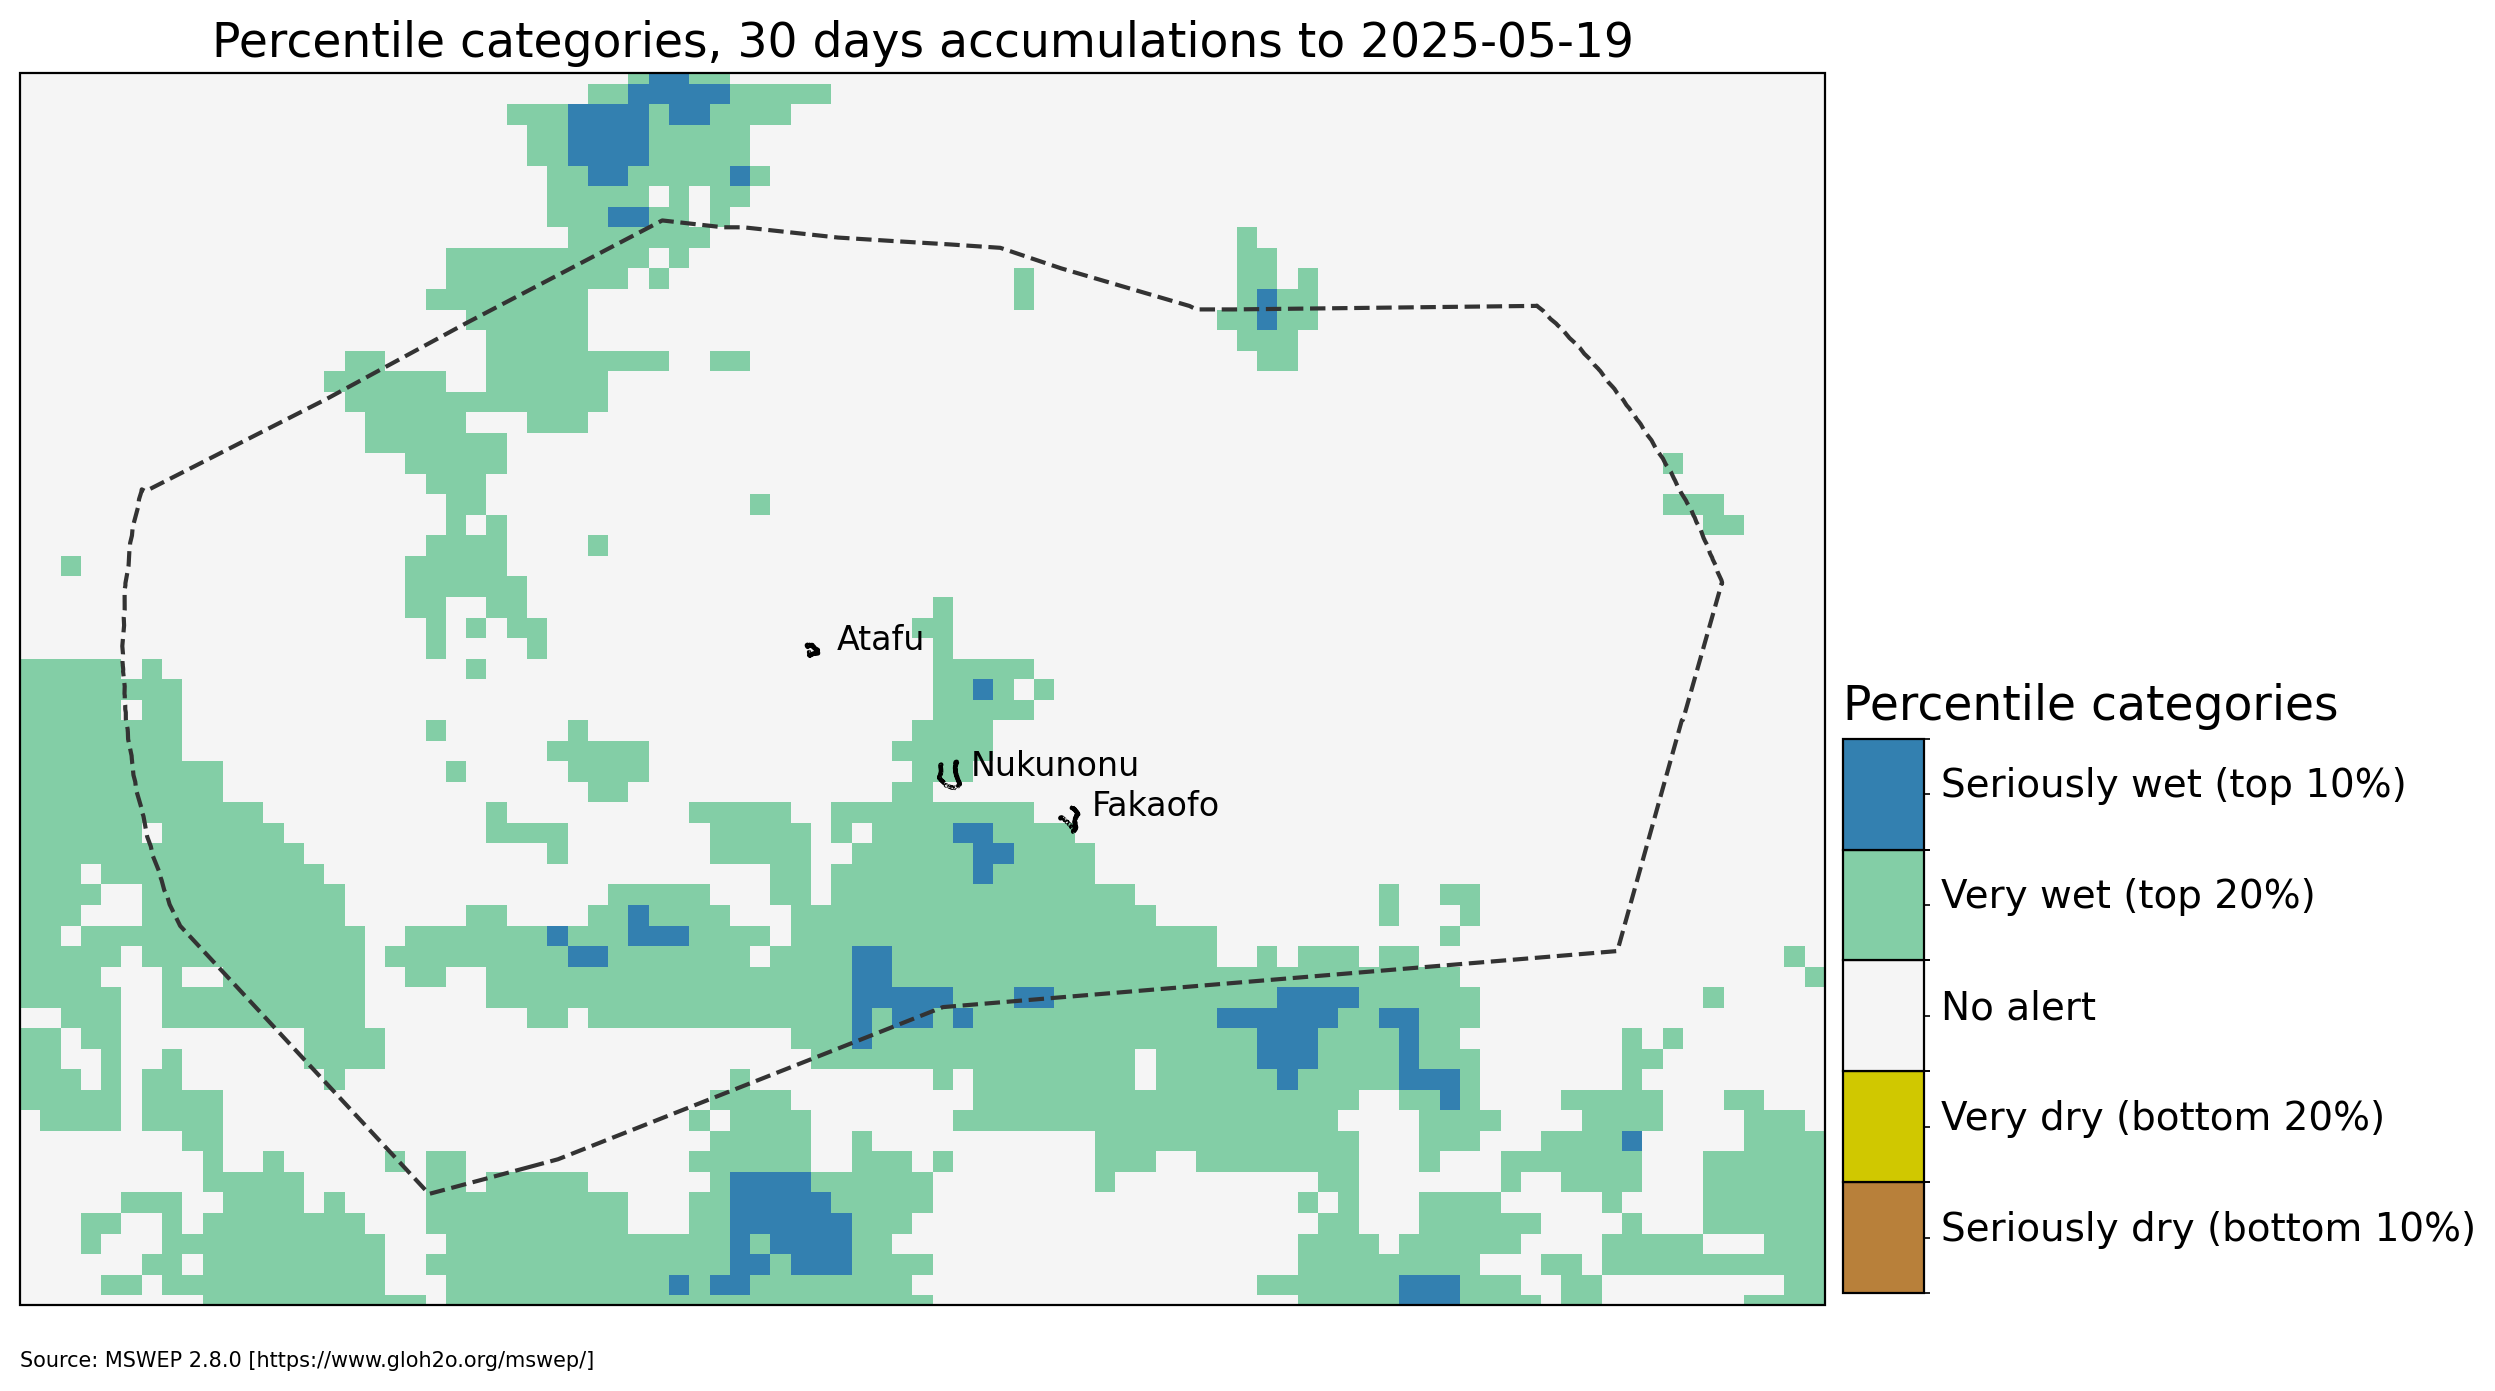 Percentile categories, 30 days accumulations to 2025-05-19
Atafu
Nukunonu
Fakaofo
Percentile categories
Seriously wet (top 10%)
Very wet (top 20%)
No alert
Very dry (bottom 20%)
Seriously dry (bottom 10%)
Source: MSWEP 2.8.0 [https://www.gloh2o.org/mswep/]